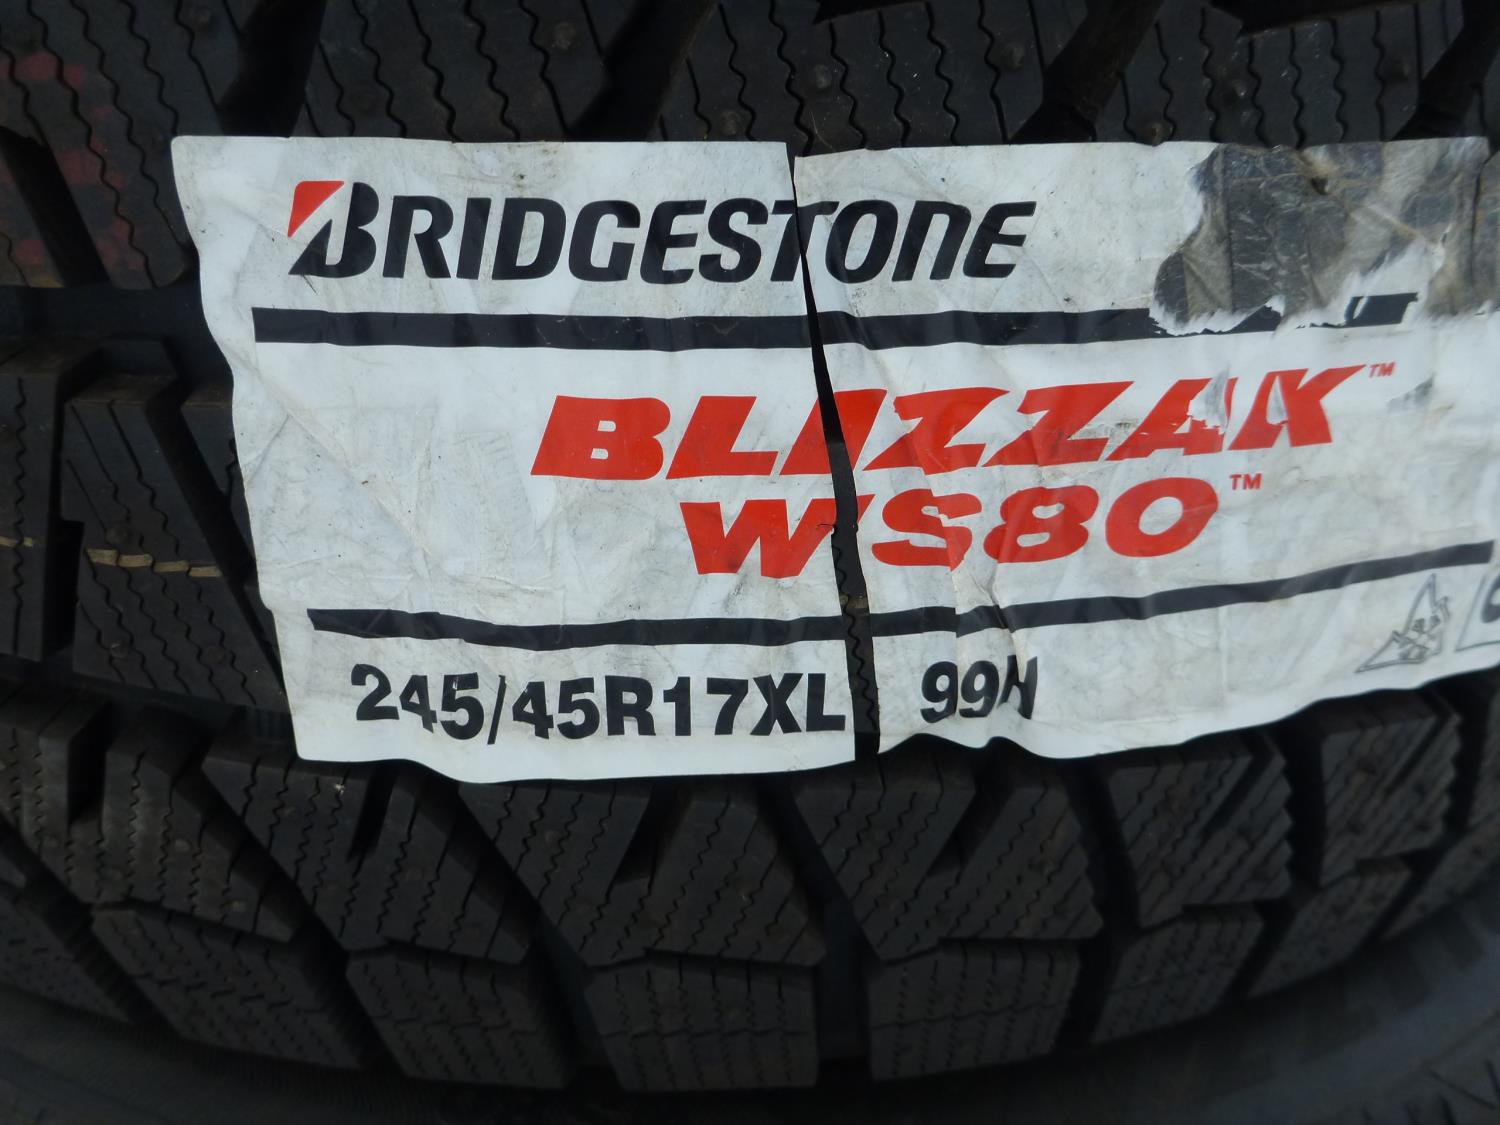 BRIDGESTONE
BLIZZAK™
WS80™
245/45R17XL 99H